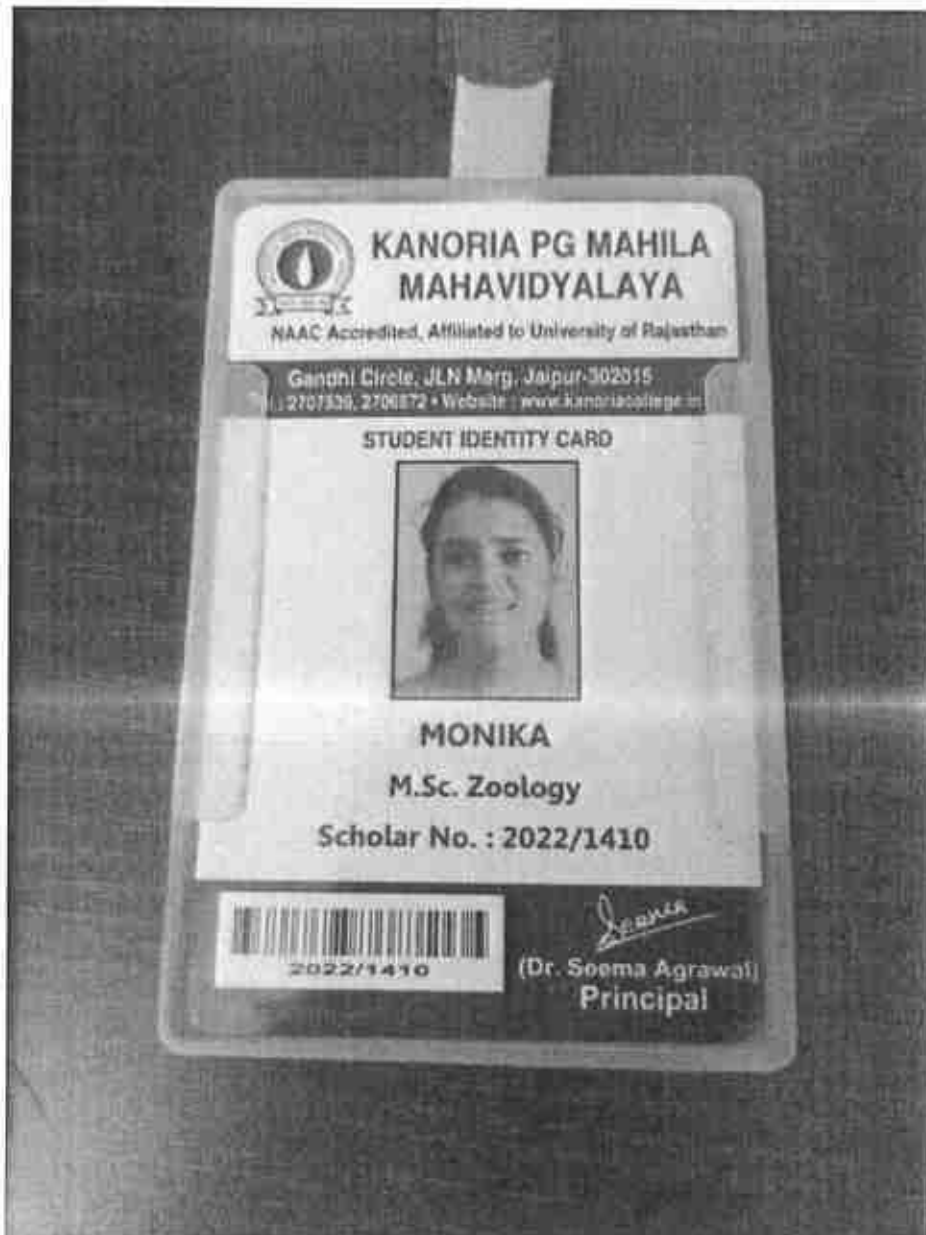 KANORIA PG MAHILA
MAHAVIDYALAYA
NAAC Accredited, Affiliated to University of Rajasthan
Gandhi Circle, JLN Marg, Jaipur-302015
2706672 • Website : www.kanoriacollege.in
STUDENT IDENTITY CARD
MONIKA
M.Sc. Zoology
Scholar No. : 2022/1410
2022/1410
(Dr. Seema Agrawal)
Principal